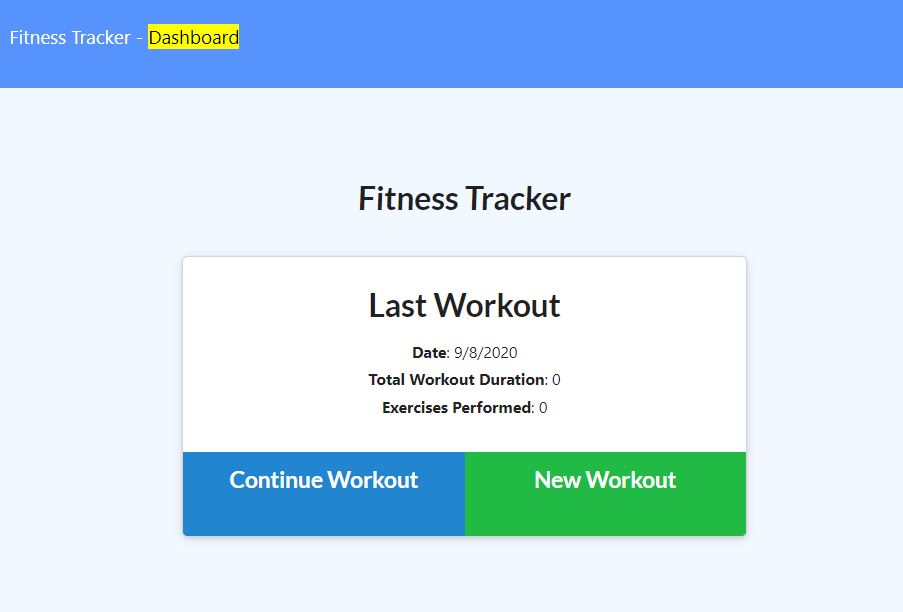 Fitness Tracker - Dashboard
Fitness Tracker
Last Workout
Date: 9/8/2020
Total Workout Duration: 0
Exercises Performed: 0
Continue Workout
New Workout